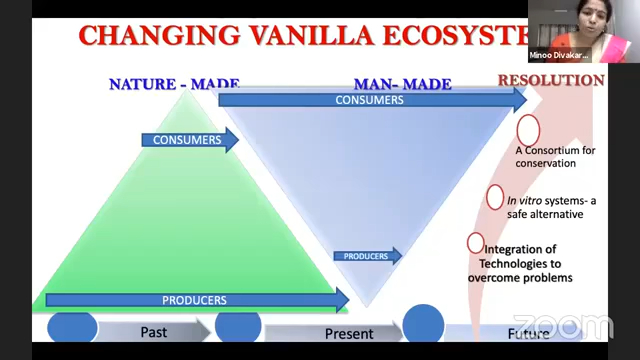 CHANGING VANILLA ECOSYSTE
Minoo Divakar...
NATURE - MADE
MAN- MADE
RESOLUTION
CONSUMERS
CONSUMERS
A Consortium for
conservation
In vitro systems- a
safe alternative
PRODUCERS
Integration of
Technologies to
overcome problems
PRODUCERS
Past
Present
Future
zoom